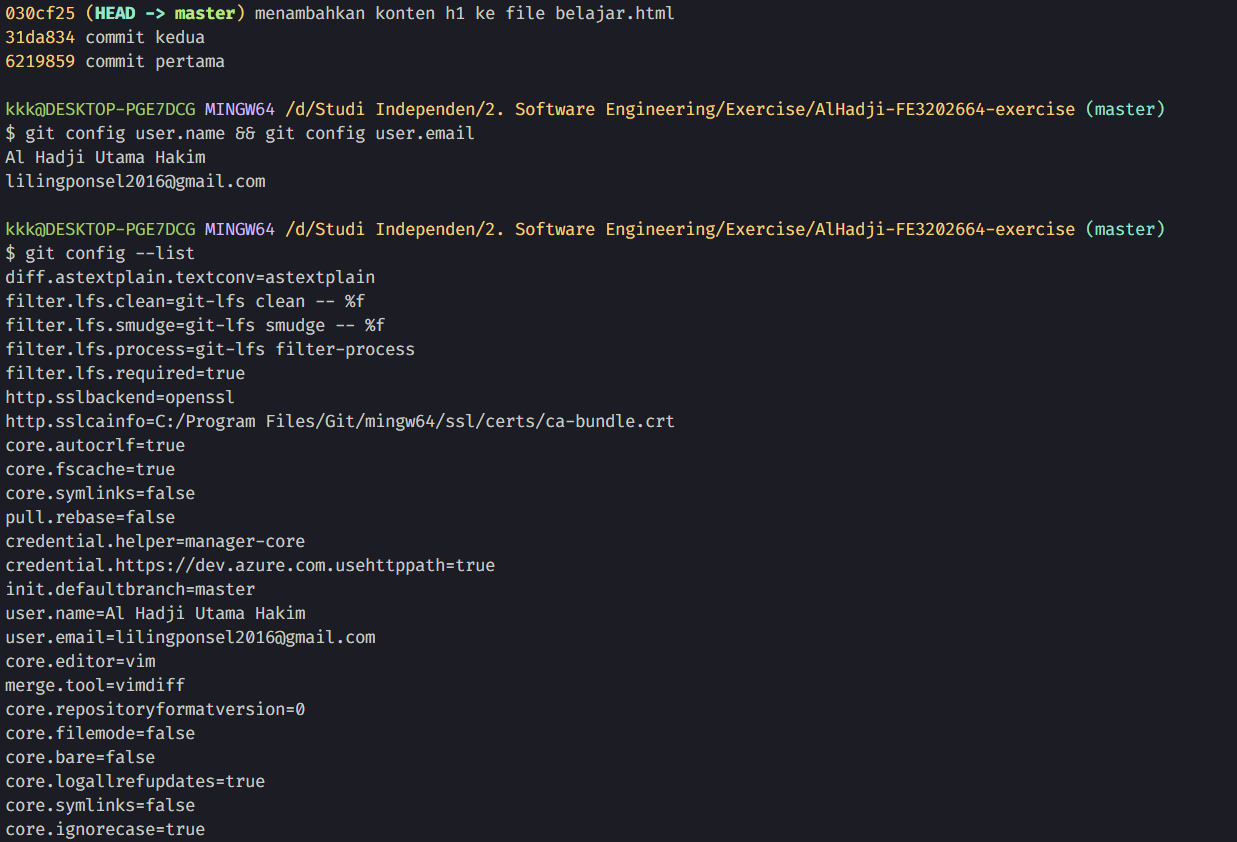 030cf25 (HEAD -> master) menambahkan konten h1 ke file belajar.html
31da834 commit kedua
6219859 commit pertama
kkk@DESKTOP-PGE7DCG MINGW64 /d/Studi Independen/2. Software Engineering/Exercise/AlHadji-FE3202664-exercise (master)
$ git config user.name && git config user.email
Al Hadji Utama Hakim
lilingponsel2016@gmail.com
kkk@DESKTOP-PGE7DCG MINGW64 /d/Studi Independen/2. Software Engineering/Exercise/AlHadji-FE3202664-exercise (master)
$ git config --list
diff.astextplain.textconv=astextplain
filter.lfs.clean=git-lfs clean -- %f
filter.lfs.smudge=git-lfs smudge -- %f
filter.lfs.process=git-lfs filter-process
filter.lfs.required=true
http.sslbackend=openssl
http.sslcainfo=C:/Program Files/Git/mingw64/ssl/certs/ca-bundle.crt
core.autocrlf=true
core.fscache=true
core.symlinks=false
pull.rebase=false
credential.helper=manager-core
credential.https://dev.azure.com.usehttppath=true
init.defaultbranch=master
user.name=Al Hadji Utama Hakim
user.email=lilingponsel2016@gmail.com
core.editor=vim
merge.tool=vimdiff
core.repositoryformatversion=0
core.filemode=false
core.bare=false
core.logallrefupdates=true
core.symlinks=false
core.ignorecase=true